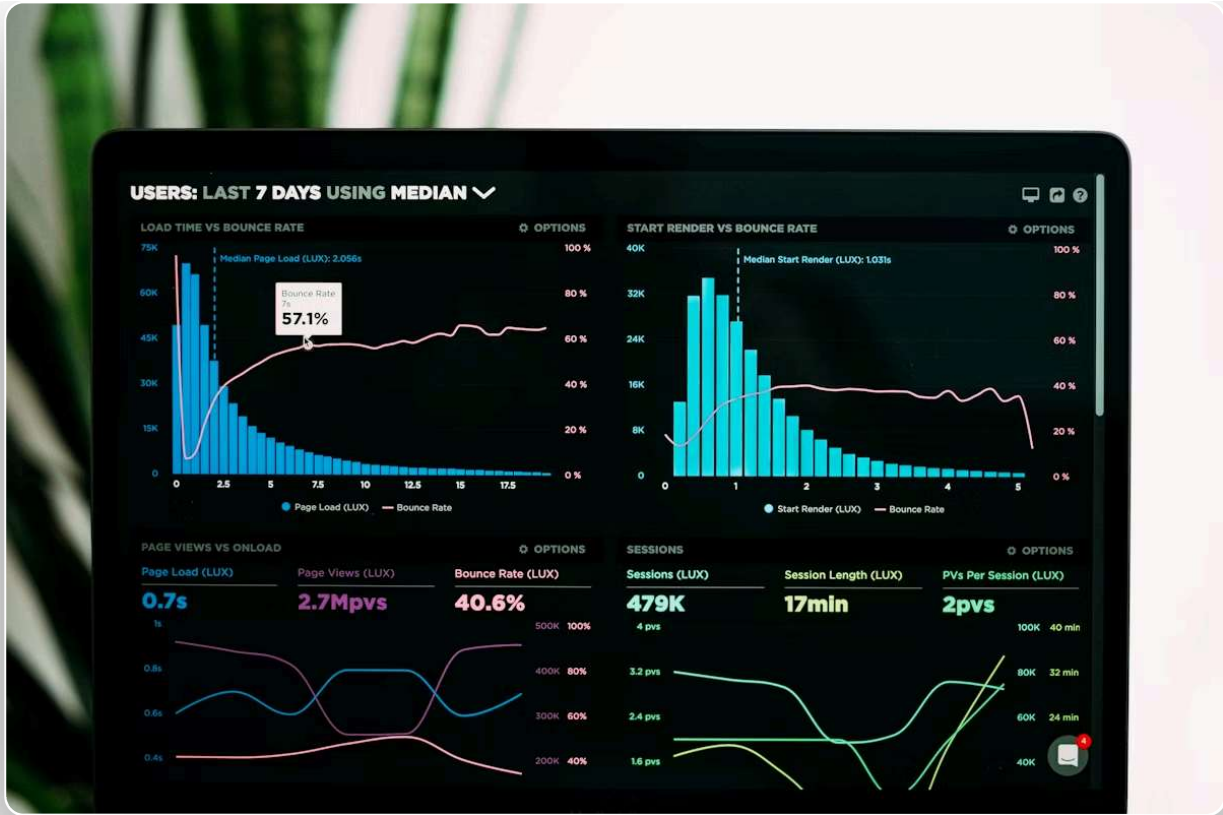 USERS: LAST 7 DAYS USING MEDIAN
LOAD TIME VS BOUNCE RATE
OPTIONS
75K
60K
45K
30K
15K
0
100 %
80 %
60 %
40 %
20 %
0 %
Median Page Load (LUX): 2.056s
Bounce Rate
7s
57.1%
0 2.5 5 7.5 10 12.5 15 17.5
Page Load (LUX) Bounce Rate
START RENDER VS BOUNCE RATE
OPTIONS
40K
32K
24K
16K
8K
0
100 %
80 %
60 %
40 %
20 %
0 %
Median Start Render (LUX): 1.031s
0 1 2 3 4 5
Start Render (LUX) Bounce Rate
PAGE VIEWS VS ONLOAD
OPTIONS
Page Load (LUX)
0.7s
Page Views (LUX)
2.7Mpvs
Bounce Rate (LUX)
40.6%
1s
0.8s
0.6s
0.4s
500K 100%
400K 80%
300K 60%
200K 40%
SESSIONS
OPTIONS
Sessions (LUX)
479K
Session Length (LUX)
17min
PVs Per Session (LUX)
2pvs
4 pvs
3.2 pvs
2.4 pvs
1.6 pvs
100K 40 min
80K 32 min
60K 24 min
40K
4